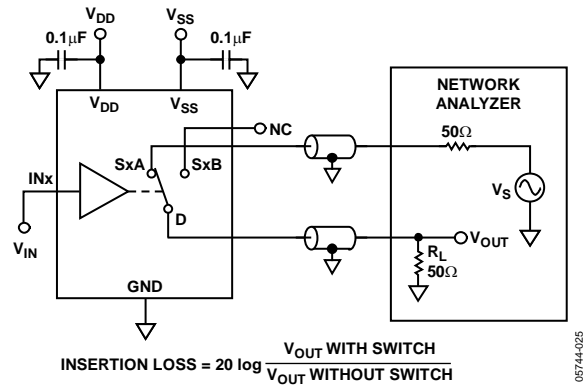 VDD
VSS
0.1µF
0.1µF
VDD
VSS
NETWORK
ANALYZER
NC
50Ω
SxA
SxB
INx
VS
D
VIN
VOUT
RL
50Ω
GND
INSERTION LOSS = 20 log VOUT WITH SWITCH
VOUT WITHOUT SWITCH
05744-025